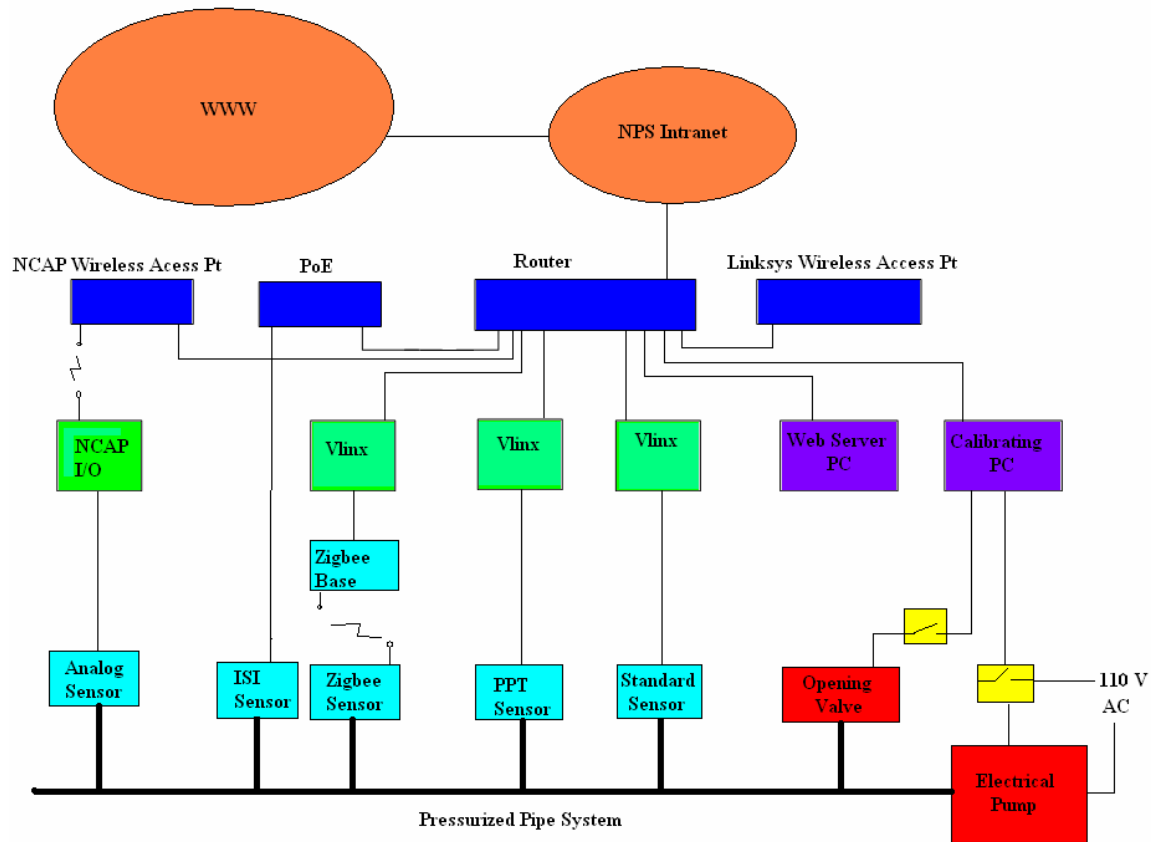 WWW
NPS Intranet
NCAP Wireless Acess Pt
PoE
Router
Linksys Wireless Access Pt
NCAP
I/O
Vlinx
Vlinx
Vlinx
Web Server
PC
Calibrating
PC
Zigbee
Base
Analog
Sensor
ISI
Sensor
Zigbee
Sensor
PPT
Sensor
Standard
Sensor
Opening
Valve
110 V
AC
Electrical
Pump
Pressurized Pipe System